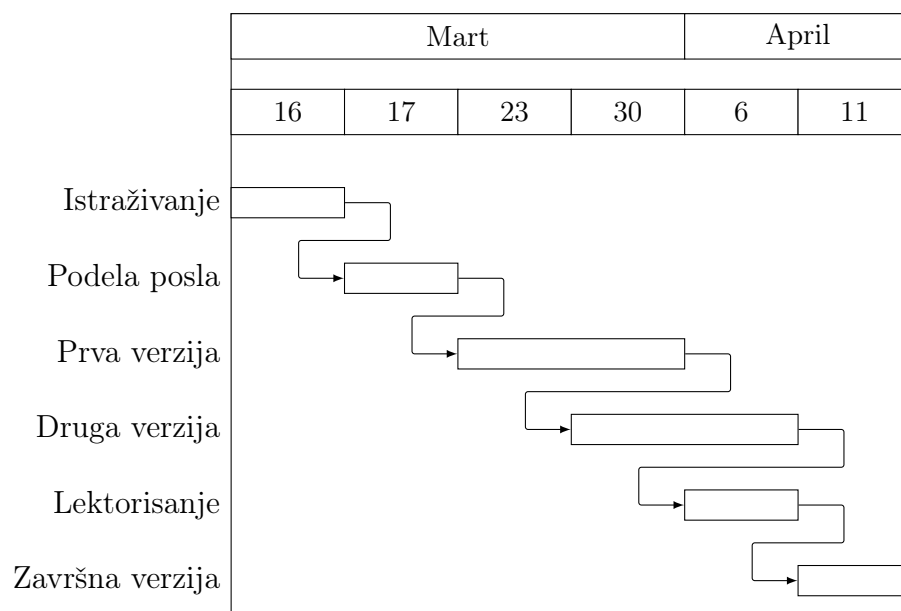 Mart April
16 17 23 30 6 11
Istraživanje
Podela posla
Prva verzija
Druga verzija
Lektorisanje
Završna verzija